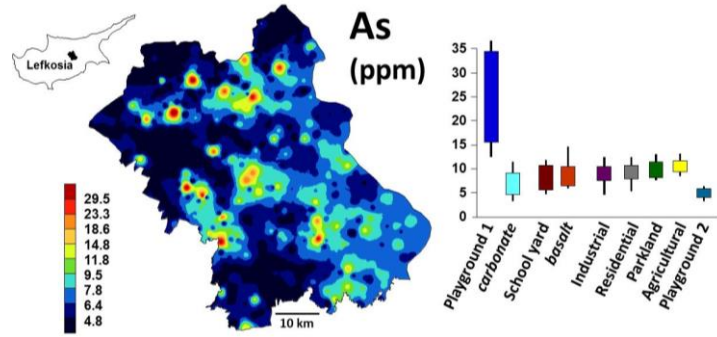 Lefkosia
As
(ppm)
29.5
23.3
18.6
14.8
11.8
9.5
7.8
6.4
4.8
10 km
35
30
25
20
15
10
5
0
Playground 1
carbonate
School yard
basalt
Industrial
Residential
Parkland
Agricultural
Playground 2